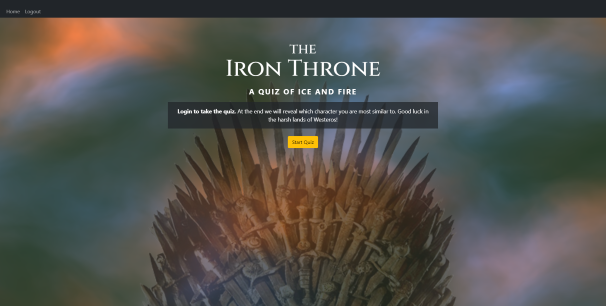 Home Logout
THE
IRON THRONE
A QUIZ OF ICE AND FIRE
Login to take the quiz. At the end we will reveal which character you are most similar to. Good luck in
the harsh lands of Westeros!
Start Quiz